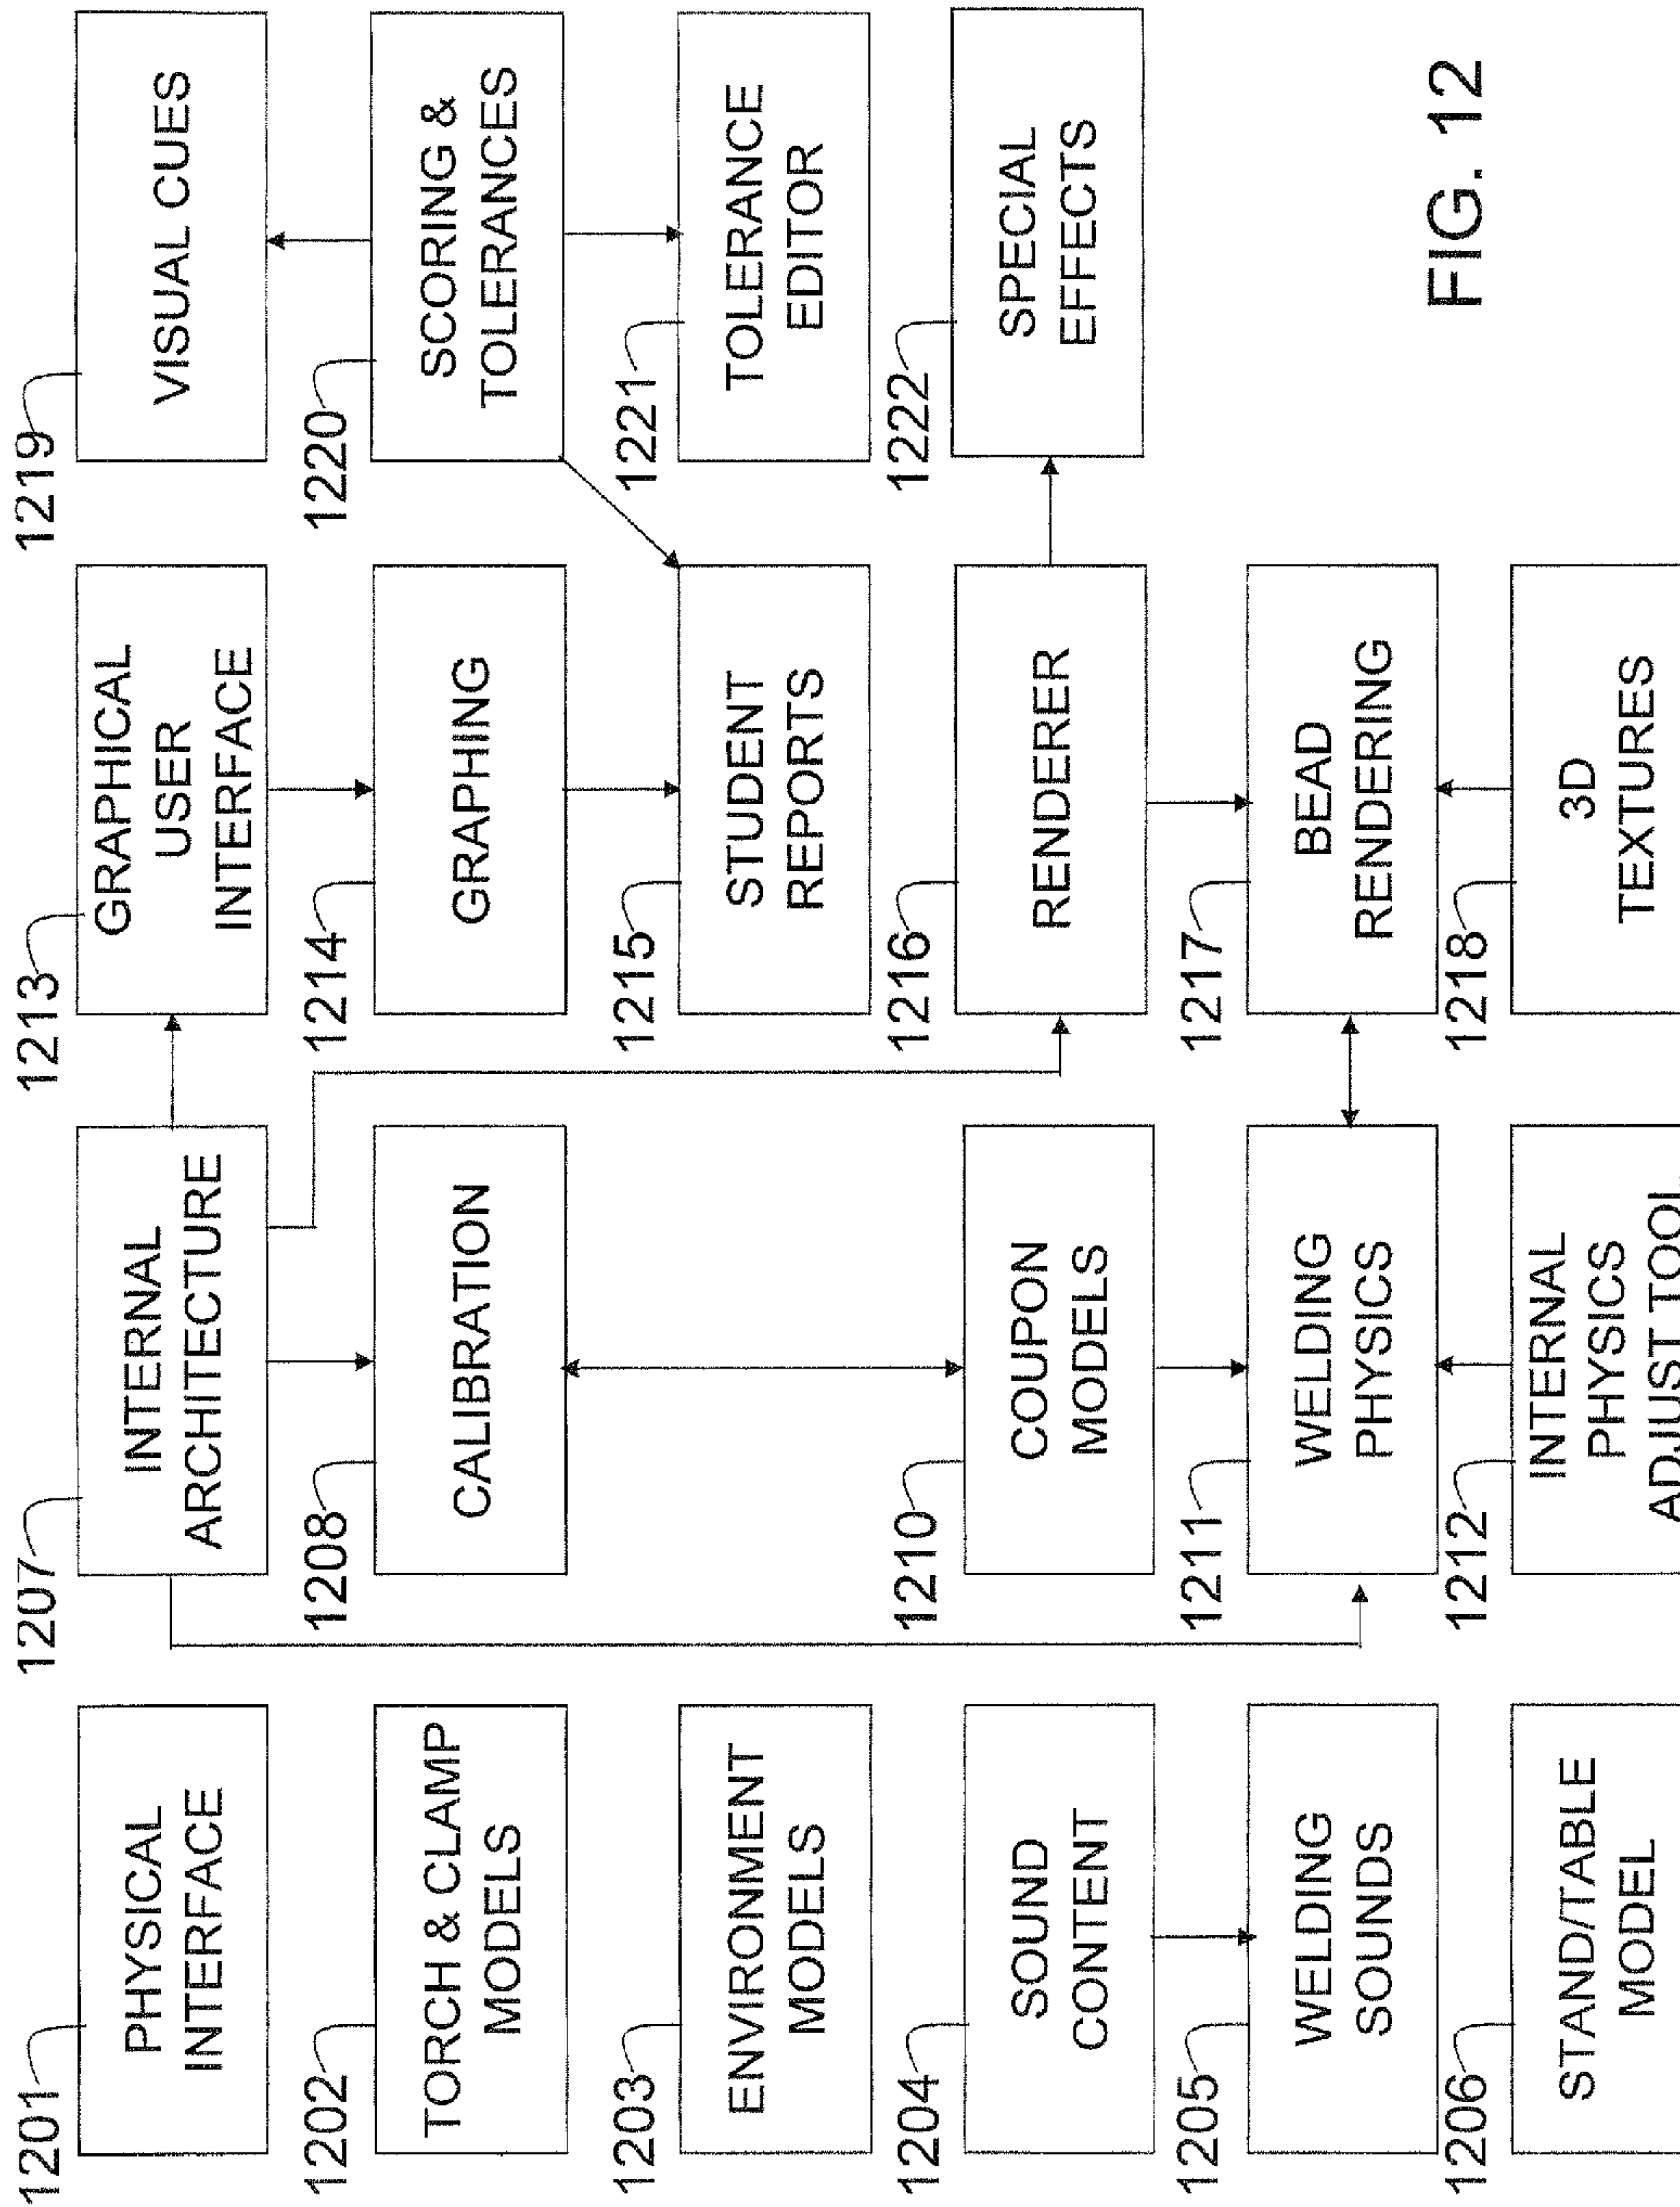 1201
PHYSICAL
INTERFACE
1202
TORCH & CLAMP
MODELS
1203
ENVIRONMENT
MODELS
1204
SOUND
CONTENT
1205
WELDING
SOUNDS
1206
STAND/TABLE
MODEL
1207
INTERNAL
ARCHITECTURE
1208
CALIBRATION
1210
COUPON
MODELS
1211
WELDING
PHYSICS
1212
INTERNAL
PHYSICS
ADJUST TOOL
1213
GRAPHICAL
USER
INTERFACE
1214
GRAPHING
1215
STUDENT
REPORTS
1216
RENDERER
1217
BEAD
RENDERING
1218
3D
TEXTURES
1219
VISUAL CUES
1220
SCORING &
TOLERANCES
1221
TOLERANCE
EDITOR
1222
SPECIAL
EFFECTS
FIG. 12